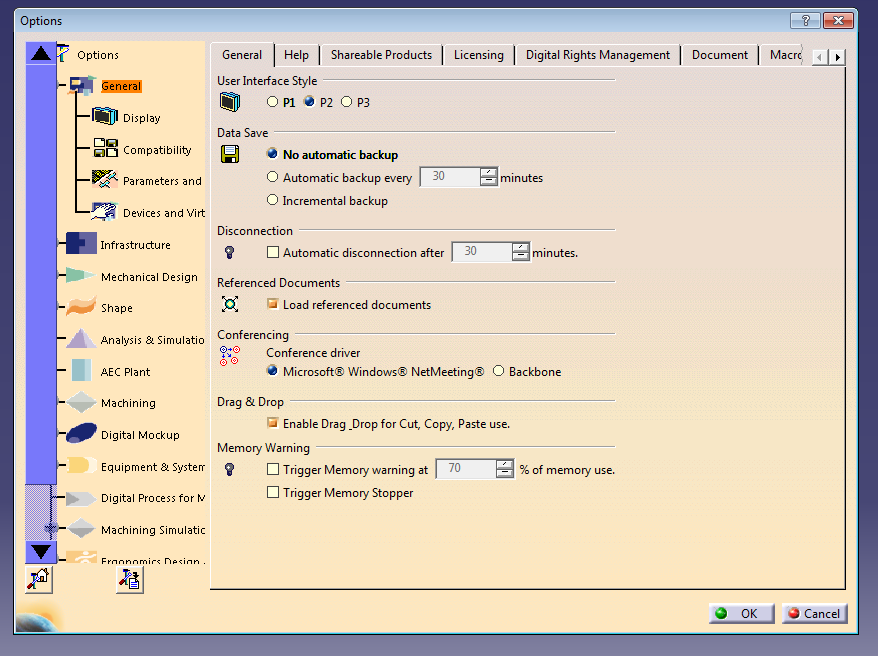 Options
Options
General
Display
Compatibility
Parameters and
Devices and Virt
Infrastructure
Mechanical Design
Shape
Analysis & Simulatio
AEC Plant
Machining
Digital Mockup
Equipment & System
Digital Process for M
Machining Simulatic
Ergonomics Design
General Help Shareable Products Licensing Digital Rights Management Document Macro
User Interface Style
P1 P2 P3
Data Save
No automatic backup
Automatic backup every 30 minutes
Incremental backup
Disconnection
Automatic disconnection after 30 minutes.
Referenced Documents
Load referenced documents
Conferencing
Conference driver
Microsoft® Windows® NetMeeting® Backbone
Drag & Drop
Enable Drag _Drop for Cut, Copy, Paste use.
Memory Warning
Trigger Memory warning at 70 % of memory use.
Trigger Memory Stopper
OK Cancel